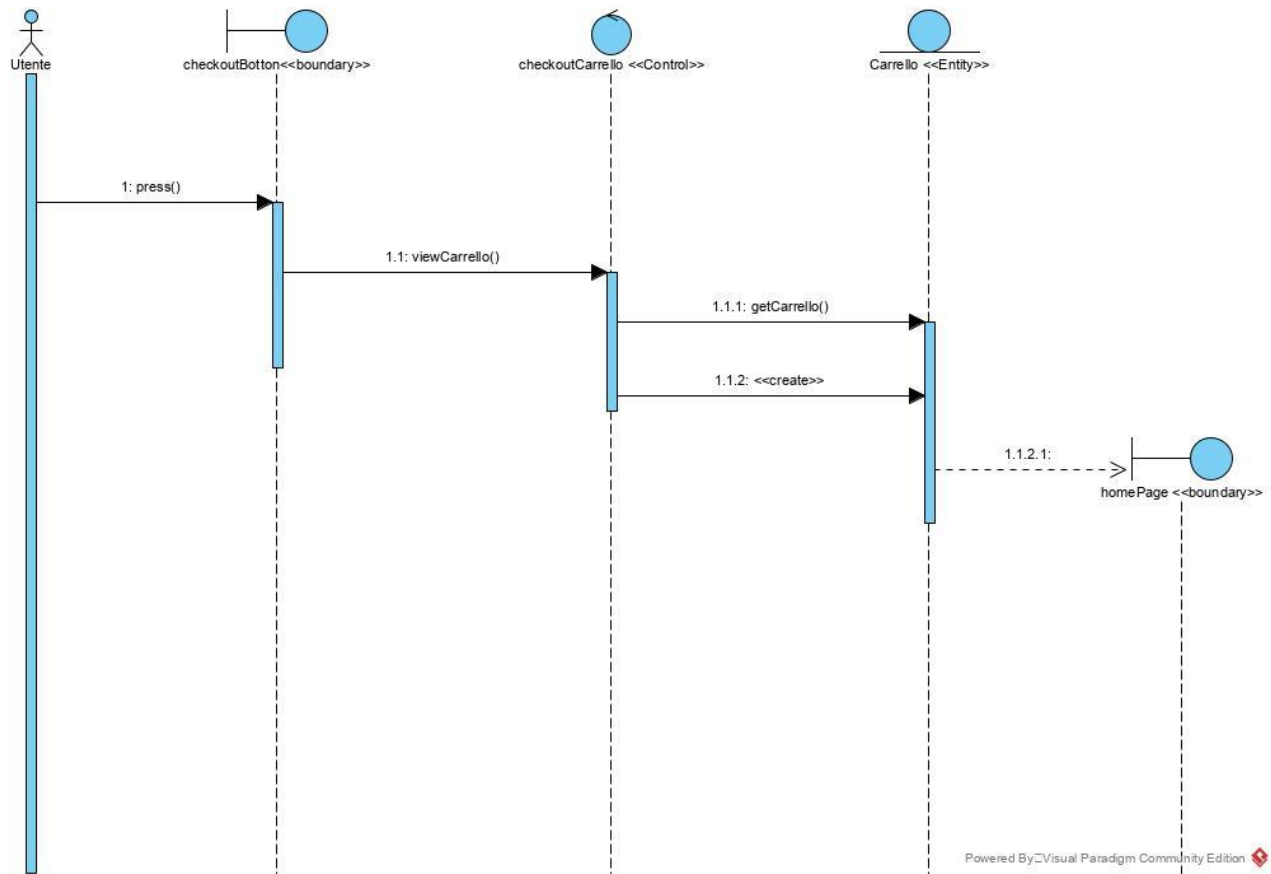 Utente
checkoutBotton<<boundary>>
checkoutCarrello <<Control>>
Carrello <<Entity>>
1: press()
1.1: viewCarrello()
1.1.1: getCarrello()
1.1.2: <<create>>
1.1.2.1:
homePage <<boundary>>
Powered By Visual Paradigm Community Edition